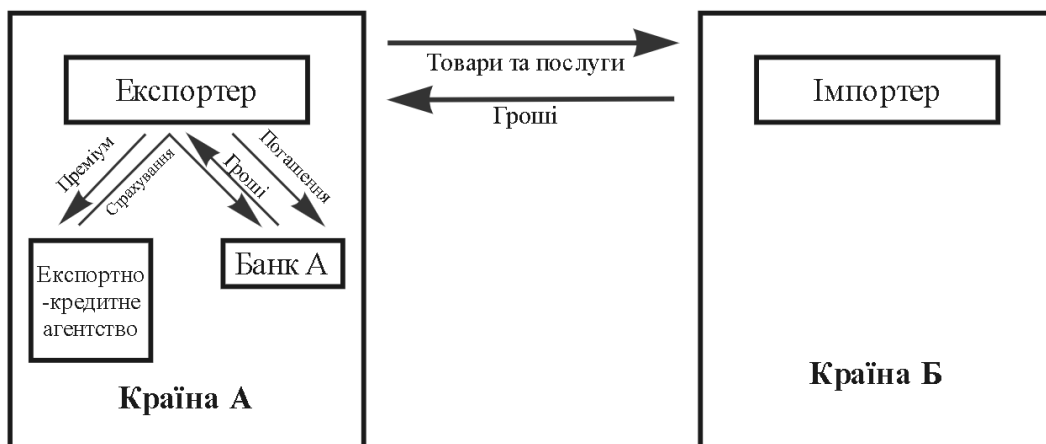 Товари та послуги
Гроші
Експортер
Імпортер
Преміум
Страхування
Гроші
Погашення
Експортно
-кредитне
агентство
Банк А
Країна А
Країна Б